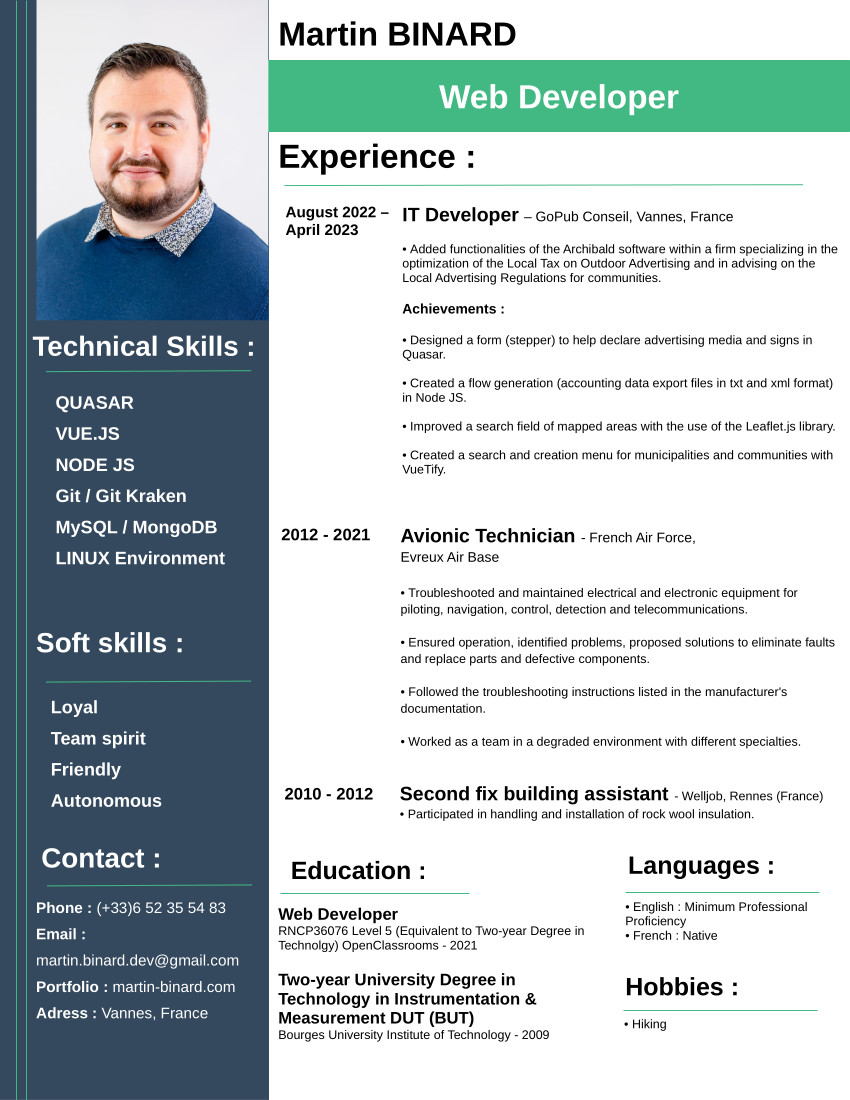 Martin BINARD
Web Developer
Technical Skills :
QUASAR
VUE.JS
NODE JS
Git / Git Kraken
MySQL / MongoDB
LINUX Environment
Soft skills :
Loyal
Team spirit
Friendly
Autonomous
Contact :
Phone : (+33)6 52 35 54 83
Email :
martin.binard.dev@gmail.com
Portfolio : martin-binard.com
Adress : Vannes, France
Experience :
August 2022 –
April 2023
IT Developer – GoPub Conseil, Vannes, France
• Added functionalities of the Archibald software within a firm specializing in the
optimization of the Local Tax on Outdoor Advertising and in advising on the
Local Advertising Regulations for communities.
Achievements :
• Designed a form (stepper) to help declare advertising media and signs in
Quasar.
• Created a flow generation (accounting data export files in txt and xml format)
in Node JS.
• Improved a search field of mapped areas with the use of the Leaflet.js library.
• Created a search and creation menu for municipalities and communities with
VueTify.
2012 - 2021
Avionic Technician - French Air Force,
Evreux Air Base
• Troubleshooted and maintained electrical and electronic equipment for
piloting, navigation, control, detection and telecommunications.
• Ensured operation, identified problems, proposed solutions to eliminate faults
and replace parts and defective components.
• Followed the troubleshooting instructions listed in the manufacturer's
documentation.
• Worked as a team in a degraded environment with different specialties.
2010 - 2012
Second fix building assistant - Welljob, Rennes (France)
• Participated in handling and installation of rock wool insulation.
Education :
Web Developer
RNCP36076 Level 5 (Equivalent to Two-year Degree in
Technolgy) OpenClassrooms - 2021
Two-year University Degree in
Technology in Instrumentation &
Measurement DUT (BUT)
Bourges University Institute of Technology - 2009
Languages :
• English : Minimum Professional
Proficiency
• French : Native
Hobbies :
• Hiking